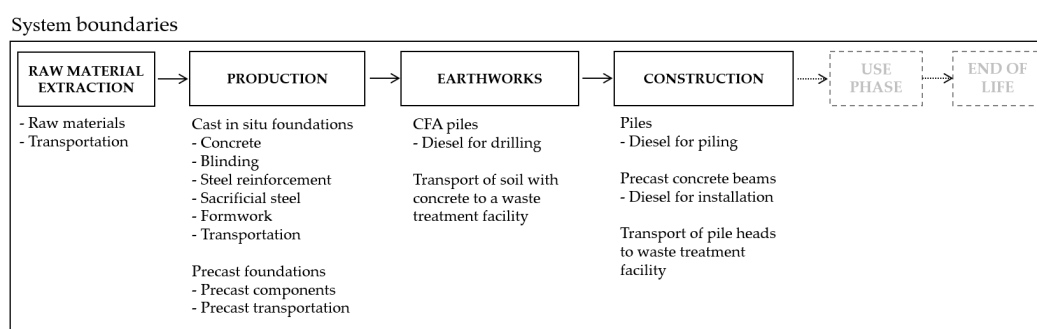 System boundaries
RAW MATERIAL
EXTRACTION
- Raw materials
- Transportation
PRODUCTION
Cast in situ foundations
- Concrete
- Blinding
- Steel reinforcement
- Sacrificial steel
- Formwork
- Transportation
Precast foundations
- Precast components
- Precast transportation
EARTHWORKS
CFA piles
- Diesel for drilling
Transport of soil with
concrete to a waste
treatment facility
CONSTRUCTION
Piles
- Diesel for piling
Precast concrete beams
- Diesel for installation
Transport of pile heads
to waste treatment
facility
USE
PHASE
END OF
LIFE